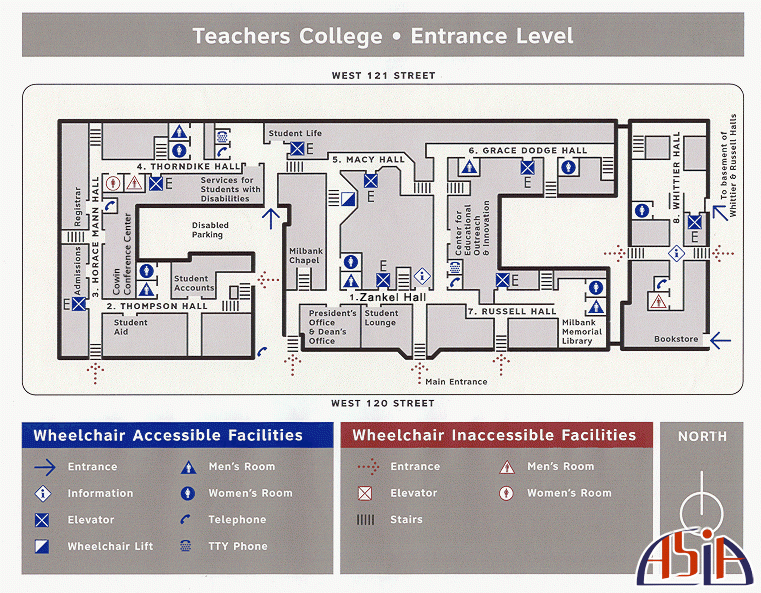 Teachers College • Entrance Level
WEST 121 STREET
Student Life
4. THORNDIKE HALL
5. MACY HALL
6. GRACE DODGE HALL
8. WHITTIER HALL
To basement of
Whittier & Russell Halls
E
E
E
E
E
E
E
E
E
Registrar
3. HORACE MANN HALL
Services for
Students with
Disabilities
Disabled
Parking
Cowin
Conference Center
Admissions
Milbank
Chapel
Center for
Educational
Outreach
& Innovation
Student
Accounts
2. THOMPSON HALL
Student
Aid
1.Zankel Hall
President's
Office
& Dean's
Office
Student
Lounge
7. RUSSELL HALL
Milbank
Memorial
Library
Bookstore
Main Entrance
WEST 120 STREET
Wheelchair Accessible Facilities
Entrance
Men's Room
Information
Women's Room
Elevator
Telephone
Wheelchair Lift
TTY Phone
Wheelchair Inaccessible Facilities
Entrance
Men's Room
Elevator
Women's Room
Stairs
NORTH
ASiA